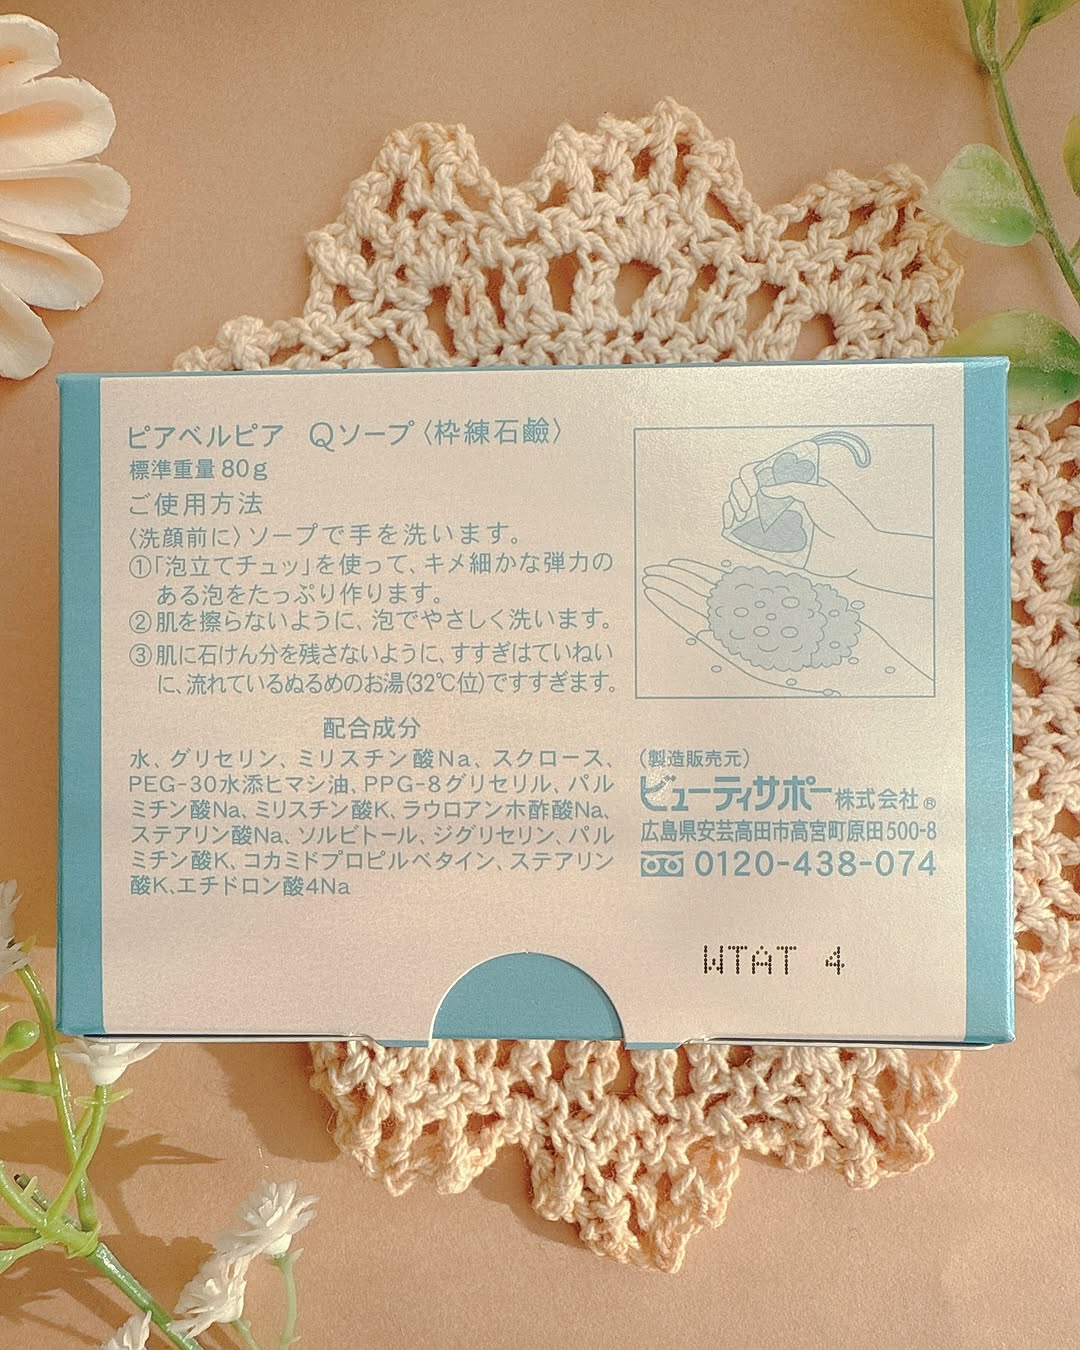 ピアベルピア Qソープ〈枠練石鹸〉
標準重量80g
ご使用方法
〈洗顔前に〉ソープで手を洗います。
①「泡立てチュッ」を使って、キメ細かな弾力の
ある泡をたっぷり作ります。
②肌を擦らないように、泡でやさしく洗います。
③肌に石けん分を残さないように、すすぎはていねい
に、流れているぬるめのお湯(32℃位)ですすぎます。
配合成分
水、グリセリン、ミリスチン酸Na、スクロース、
PEG-30水添ヒマシ油、PPG-8グリセリル、パル
ミチン酸Na、ミリスチン酸K、ラウロアンホ酢酸Na、
ステアリン酸Na、ソルビトール、ジグリセリン、パル
ミチン酸K、コカミドプロピルベタイン、ステアリン
酸K、エチドロン酸4Na
（製造販売元）
ビューティサポー株式会社®
広島県安芸高田市高宮町原田500-8
0120-438-074
WTAT 4